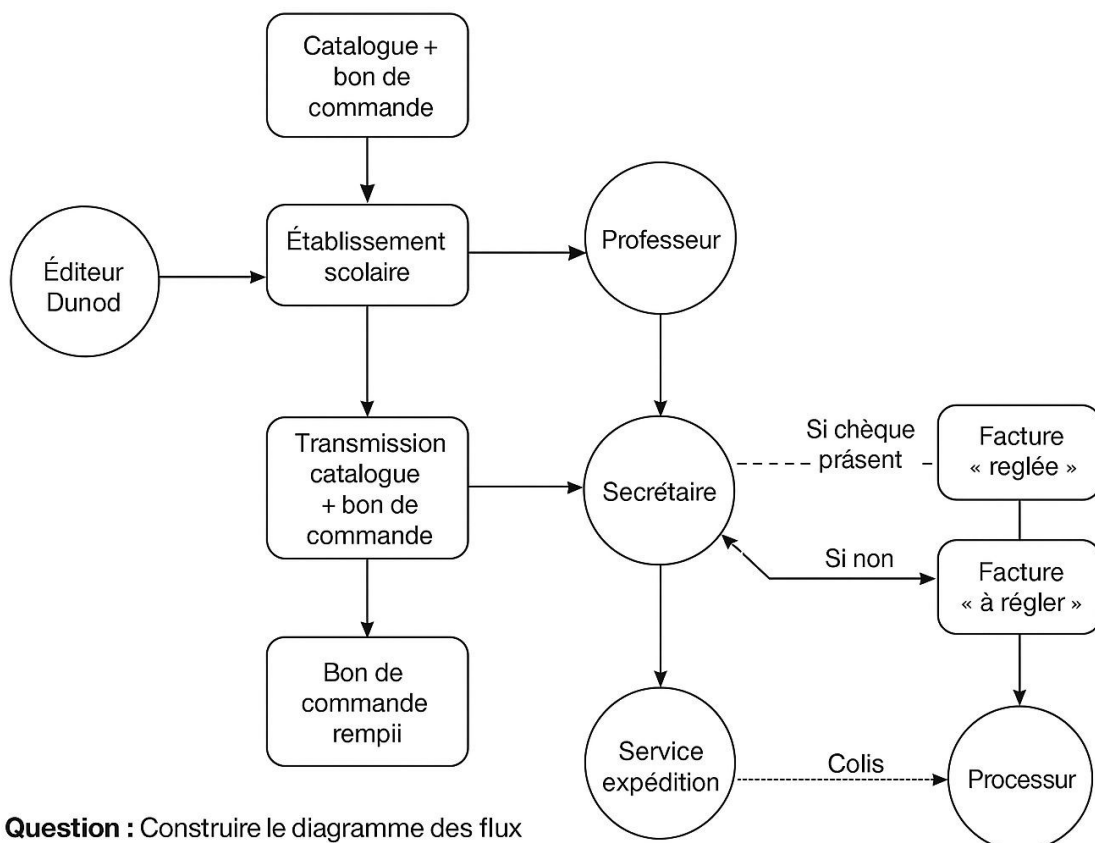 Catalogue +
bon de
commande
Éditeur
Dunod
Établissement
scolaire
Professeur
Transmission
catalogue
+ bon de
commande
Secrétaire
Si chèque
prásent
Facture
« reglée »
Si non
Facture
« à régler »
Bon de
commande
rempii
Service
expédition
Colis
Processur
Question : Construire le diagramme des flux